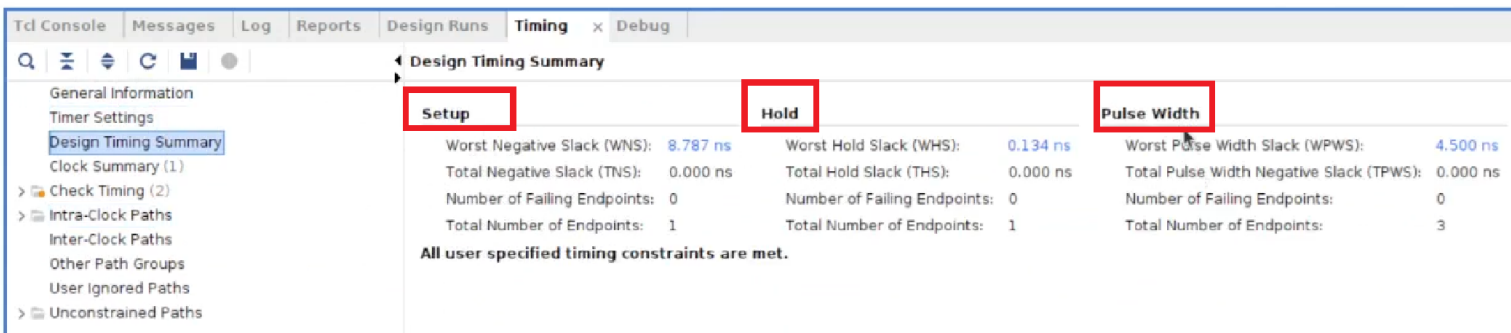 Tcl Console Messages Log Reports Design Runs Timing × Debug
Design Timing Summary
General Information
Timer Settings
Design Timing Summary
Clock Summary (1)
Check Timing (2)
Intra-Clock Paths
Inter-Clock Paths
Other Path Groups
User Ignored Paths
Unconstrained Paths
Setup
Worst Negative Slack (WNS): 8.787 ns
Total Negative Slack (TNS): 0.000 ns
Number of Failing Endpoints: 0
Total Number of Endpoints: 1
Hold
Worst Hold Slack (WHS): 0.134 ns
Total Hold Slack (THS): 0.000 ns
Number of Failing Endpoints: 0
Total Number of Endpoints: 1
Pulse Width
Worst Pulse Width Slack (WPWS): 4.500 ns
Total Pulse Width Negative Slack (TPWS): 0.000 ns
Number of Failing Endpoints: 0
Total Number of Endpoints: 3
All user specified timing constraints are met.